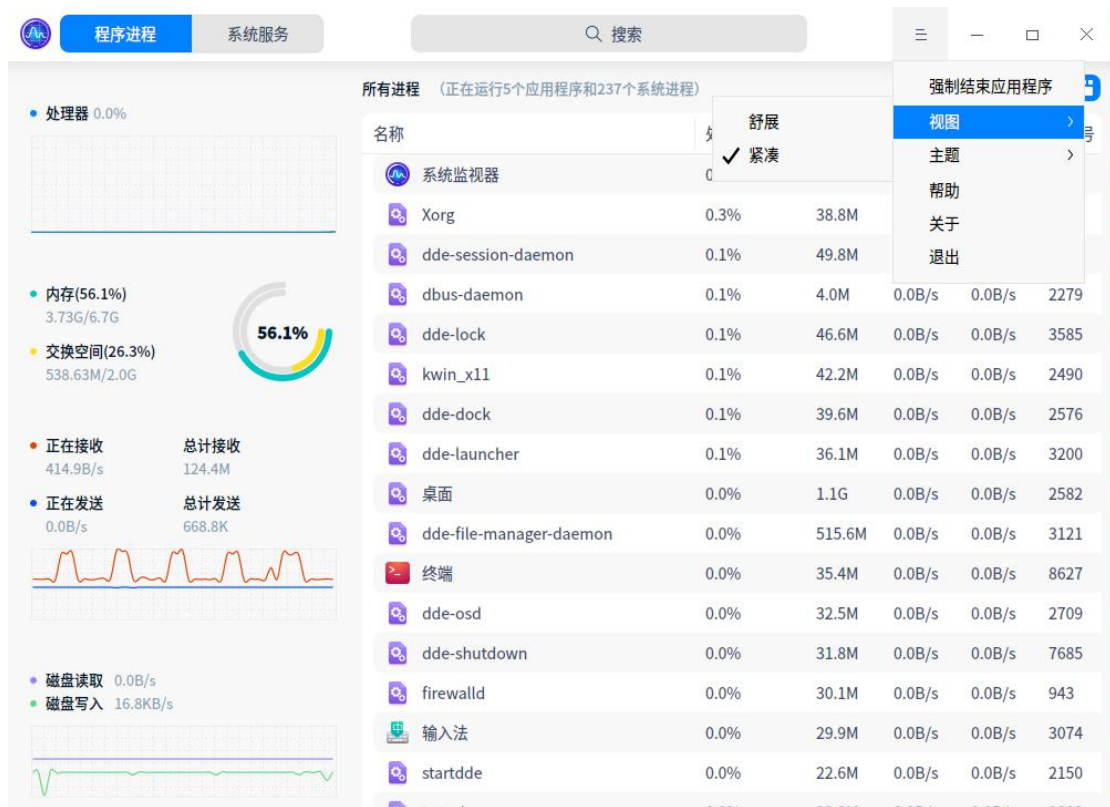 程序进程 系统服务 搜索
强制结束应用程序
视图
主题
帮助
关于
退出
舒展
紧凑
处理器 0.0%
内存(56.1%)
3.73G/6.7G
56.1%
交换空间(26.3%)
538.63M/2.0G
正在接收 总计接收
414.9B/s 124.4M
正在发送 总计发送
0.0B/s 668.8K
磁盘读取 0.0B/s
磁盘写入 16.8KB/s
所有进程 （正在运行5个应用程序和237个系统进程）
名称 号
系统监视器
Xorg 0.3% 38.8M
dde-session-daemon 0.1% 49.8M
dbus-daemon 0.1% 4.0M 0.0B/s 0.0B/s 2279
dde-lock 0.1% 46.6M 0.0B/s 0.0B/s 3585
kwin_x11 0.1% 42.2M 0.0B/s 0.0B/s 2490
dde-dock 0.1% 39.6M 0.0B/s 0.0B/s 2576
dde-launcher 0.1% 36.1M 0.0B/s 0.0B/s 3200
桌面 0.0% 1.1G 0.0B/s 0.0B/s 2582
dde-file-manager-daemon 0.0% 515.6M 0.0B/s 0.0B/s 3121
终端 0.0% 35.4M 0.0B/s 0.0B/s 8627
dde-osd 0.0% 32.5M 0.0B/s 0.0B/s 2709
dde-shutdown 0.0% 31.8M 0.0B/s 0.0B/s 7685
firewalld 0.0% 30.1M 0.0B/s 0.0B/s 943
输入法 0.0% 29.9M 0.0B/s 0.0B/s 3074
startdde 0.0% 22.6M 0.0B/s 0.0B/s 2150